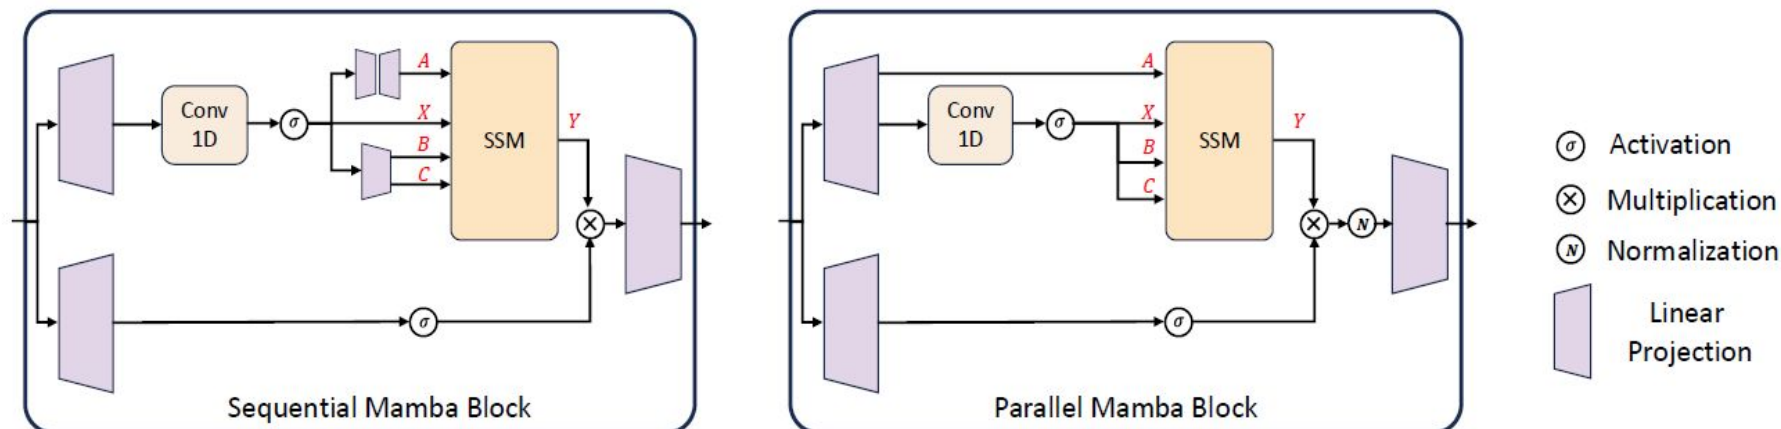 Conv
1D
σ
A
X
B
C
SSM
Y
σ
Sequential Mamba Block
A
Conv
1D
σ
X
B
C
SSM
Y
N
σ
Parallel Mamba Block
σ Activation
Multiplication
N Normalization
Linear
Projection